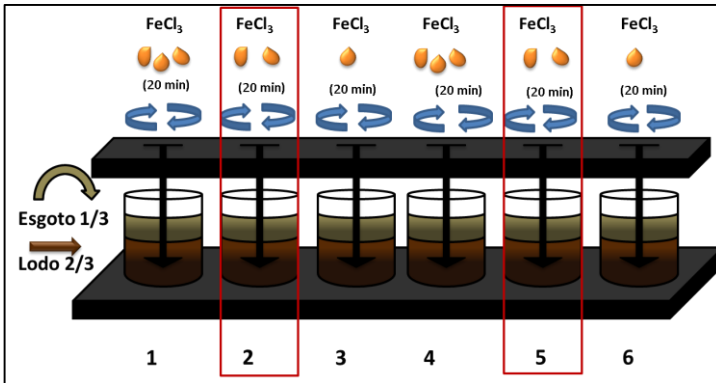 FeCl₃ FeCl₃ FeCl₃ FeCl₃ FeCl₃ FeCl₃
(20 min) (20 min) (20 min) (20 min) (20 min) (20 min)
Esgoto 1/3
Lodo 2/3
1 2 3 4 5 6